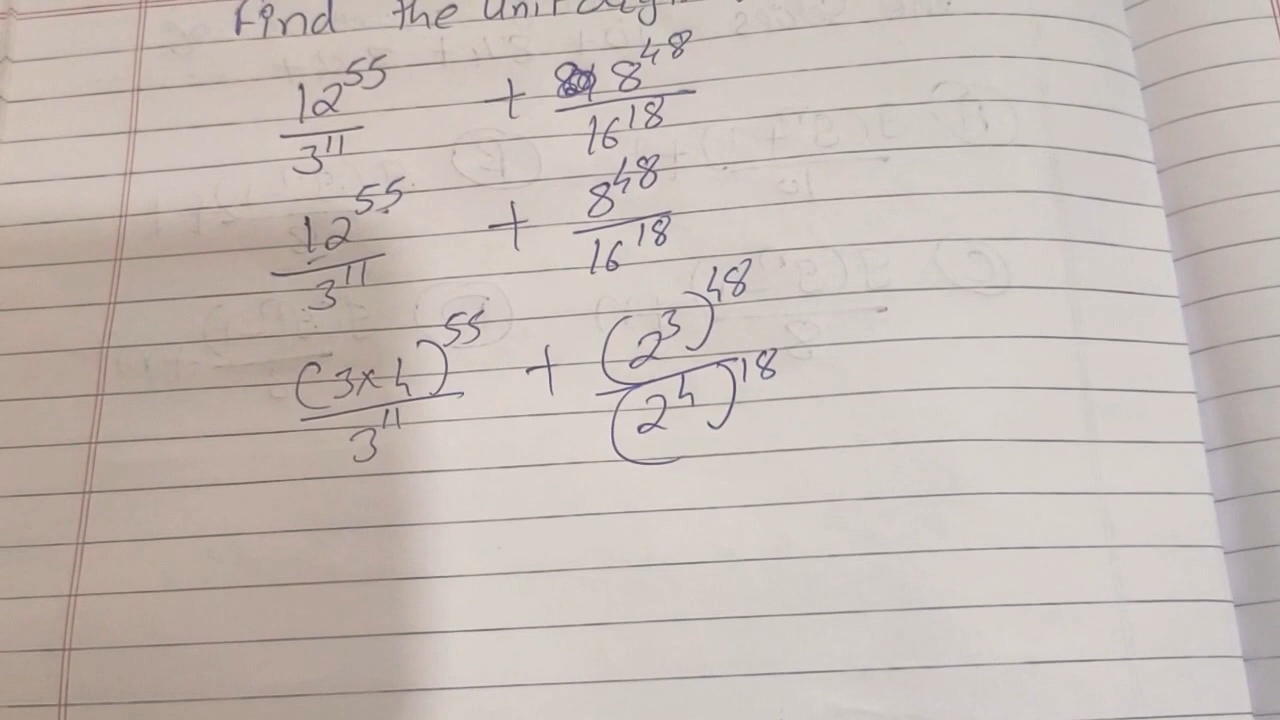 Find the unit
12^55/3^11 + 8^48/16^18
12^55/3^11 + 8^48/16^18
(3×4)^55/3^11 + (2^3)^48/(2^4)^18